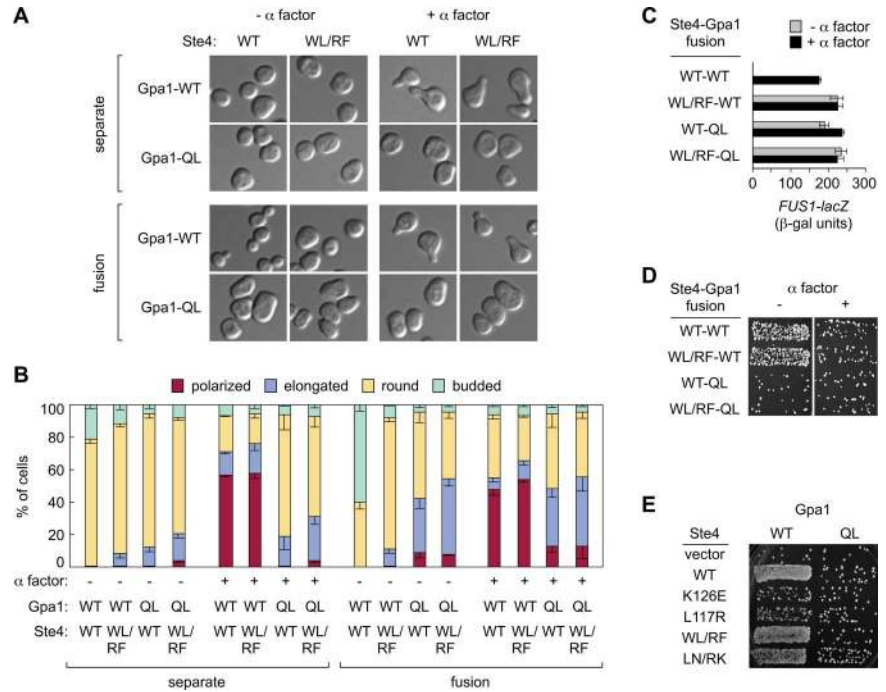 A
- α factor
+ α factor
Ste4: WT WL/RF WT WL/RF
separate
Gpa1-WT
Gpa1-QL
fusion
Gpa1-WT
Gpa1-QL
B
polarized elongated round budded
% of cells
100
80
60
40
20
0
α factor: - - - - + + + + - - - - + + + +
Gpa1: WT WT QL QL WT WT QL QL WT WT QL QL WT WT QL QL
Ste4: WT WL/RF WT WL/RF WT WL/RF WT WL/RF WT WL/RF WT WL/RF WT WL/RF WT WL/RF
separate fusion
C
Ste4-Gpa1
fusion
- α factor
+ α factor
WT-WT
WL/RF-WT
WT-QL
WL/RF-QL
0 100 200 300
FUS1-lacZ
(β-gal units)
D
Ste4-Gpa1
fusion
α factor
- +
WT-WT
WL/RF-WT
WT-QL
WL/RF-QL
E
Gpa1
Ste4 WT QL
vector
WT
K126E
L117R
WL/RF
LN/RK